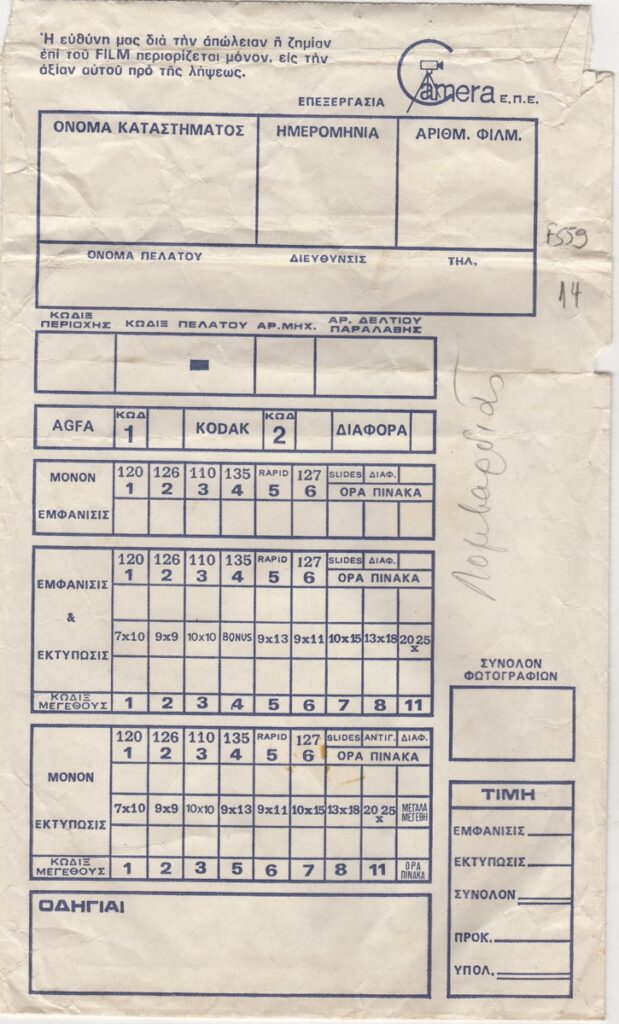 Ἡ εὐθύνη μας διά τήν ἀπώλειαν ἤ ζημίαν
ἐπί τοῦ FILM περιορίζεται μόνον, εἰς τήν
ἀξίαν αὐτοῦ πρό τῆς λήψεως.
ΕΠΕΞΕΡΓΑΣΙΑ
Camera Ε.Π.Ε.
ΟΝΟΜΑ ΚΑΤΑΣΤΗΜΑΤΟΣ ΗΜΕΡΟΜΗΝΙΑ ΑΡΙΘΜ. ΦΙΛΜ.
F559
ΟΝΟΜΑ ΠΕΛΑΤΟΥ ΔΙΕΥΘΥΝΣΙΣ ΤΗΛ.
14
ΚΩΔΙΞ ΠΕΡΙΟΧΗΣ ΚΩΔΙΞ ΠΕΛΑΤΟΥ ΑΡ.ΜΗΧ. ΑΡ. ΔΕΛΤΙΟΥ ΠΑΡΑΛΑΒΗΣ
AGFA ΚΩΔ 1 KODAK ΚΩΔ 2 ΔΙΑΦΟΡΑ
Λομβαρδία
ΜΟΝΟΝ ΕΜΦΑΝΙΣΙΣ
120 126 110 135 RAPID 127 SLIDES ΔΙΑΦ.
1 2 3 4 5 6 ΟΡΑ ΠΙΝΑΚΑ
ΕΜΦΑΝΙΣΙΣ & ΕΚΤΥΠΩΣΙΣ
120 126 110 135 RAPID 127 SLIDES ΔΙΑΦ.
1 2 3 4 5 6 ΟΡΑ ΠΙΝΑΚΑ
7x10 9x9 10x10 BONUS 9x13 9x11 10x15 13x18 20x25
ΚΩΔΙΞ ΜΕΓΕΘΟΥΣ 1 2 3 4 5 6 7 8 11
ΜΟΝΟΝ ΕΚΤΥΠΩΣΙΣ
120 126 110 135 RAPID 127 SLIDES ΑΝΤΙΓ. ΔΙΑΦ.
1 2 3 4 5 6 ΟΡΑ ΠΙΝΑΚΑ
7x10 9x9 10x10 9x13 9x11 10x15 13x18 20x25 ΜΕΓΑΛΑ ΜΕΓΕΘΗ
ΚΩΔΙΞ ΜΕΓΕΘΟΥΣ 1 2 3 5 6 7 8 11 ΟΡΑ ΠΙΝΑΚΑ
ΣΥΝΟΛΟΝ
ΦΩΤΟΓΡΑΦΙΩΝ
ΤΙΜΗ
ΕΜΦΑΝΙΣΙΣ
ΕΚΤΥΠΩΣΙΣ
ΣΥΝΟΛΟΝ
ΠΡΟΚ.
ΥΠΟΛ.
ΟΔΗΓΙΑΙ